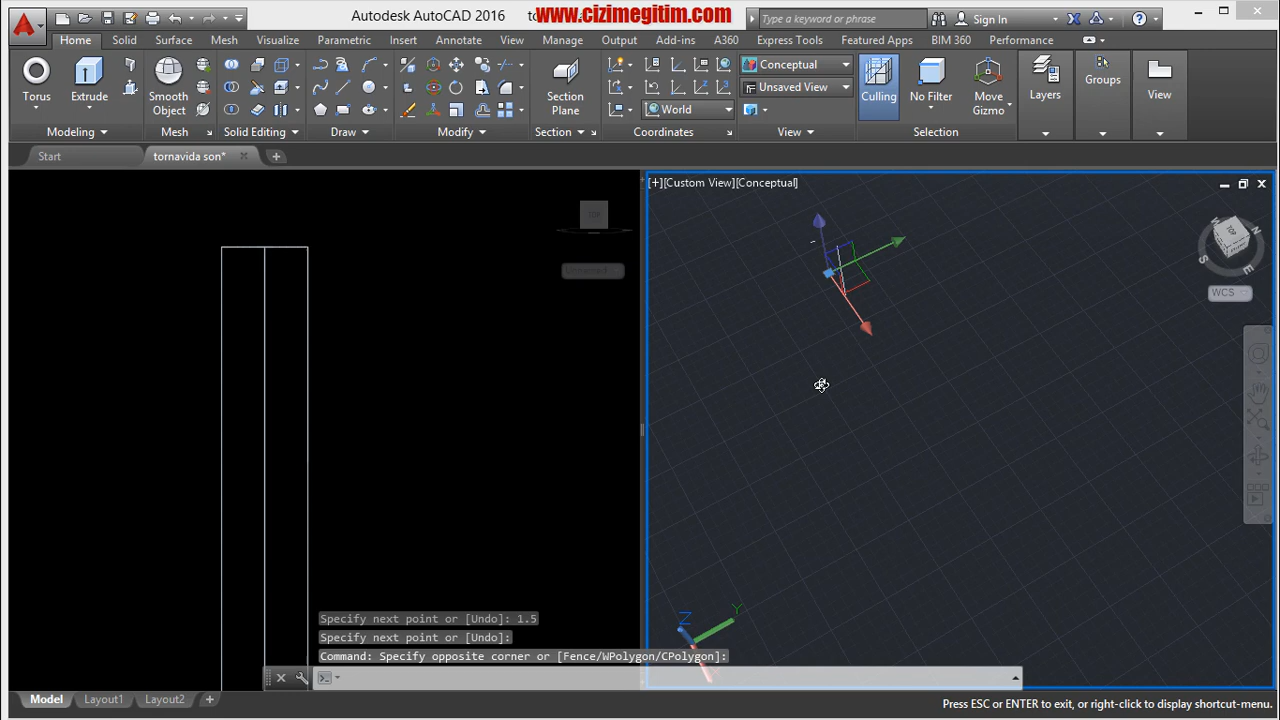 Autodesk AutoCAD 2016 to
www.cizimegitim.com
Type a keyword or phrase
Sign In
Home Solid Surface Mesh Visualize Parametric Insert Annotate View Manage Output Add-ins A360 Express Tools Featured Apps BIM 360 Performance
Torus
Extrude
Smooth
Object
Section
Plane
Conceptual
Unsaved View
World
Culling
No Filter
Move
Gizmo
Layers
Groups
View
Modeling
Mesh
Solid Editing
Draw
Modify
Section
Coordinates
View
Selection
Start
tornavida son*
[+][Custom View][Conceptual]
TOP
Unnamed
W
N
TOP
S
E
WCS
Z
Y
Specify next point or [Undo]: 1.5
Specify next point or [Undo]:
Command: Specify opposite corner or [Fence/WPolygon/CPolygon]:
Model Layout1 Layout2 +
Press ESC or ENTER to exit, or right-click to display shortcut-menu.